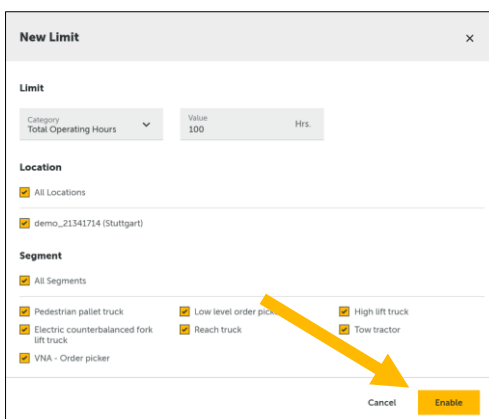 New Limit
Limit
Category
Total Operating Hours
Value
100
Hrs.
Location
All Locations
demo_21341714 (Stuttgart)
Segment
All Segments
Pedestrian pallet truck
Low level order
High lift truck
Electric counterbalanced fork
lift truck
Reach truck
Tow tractor
VNA - Order picker
Cancel
Enable